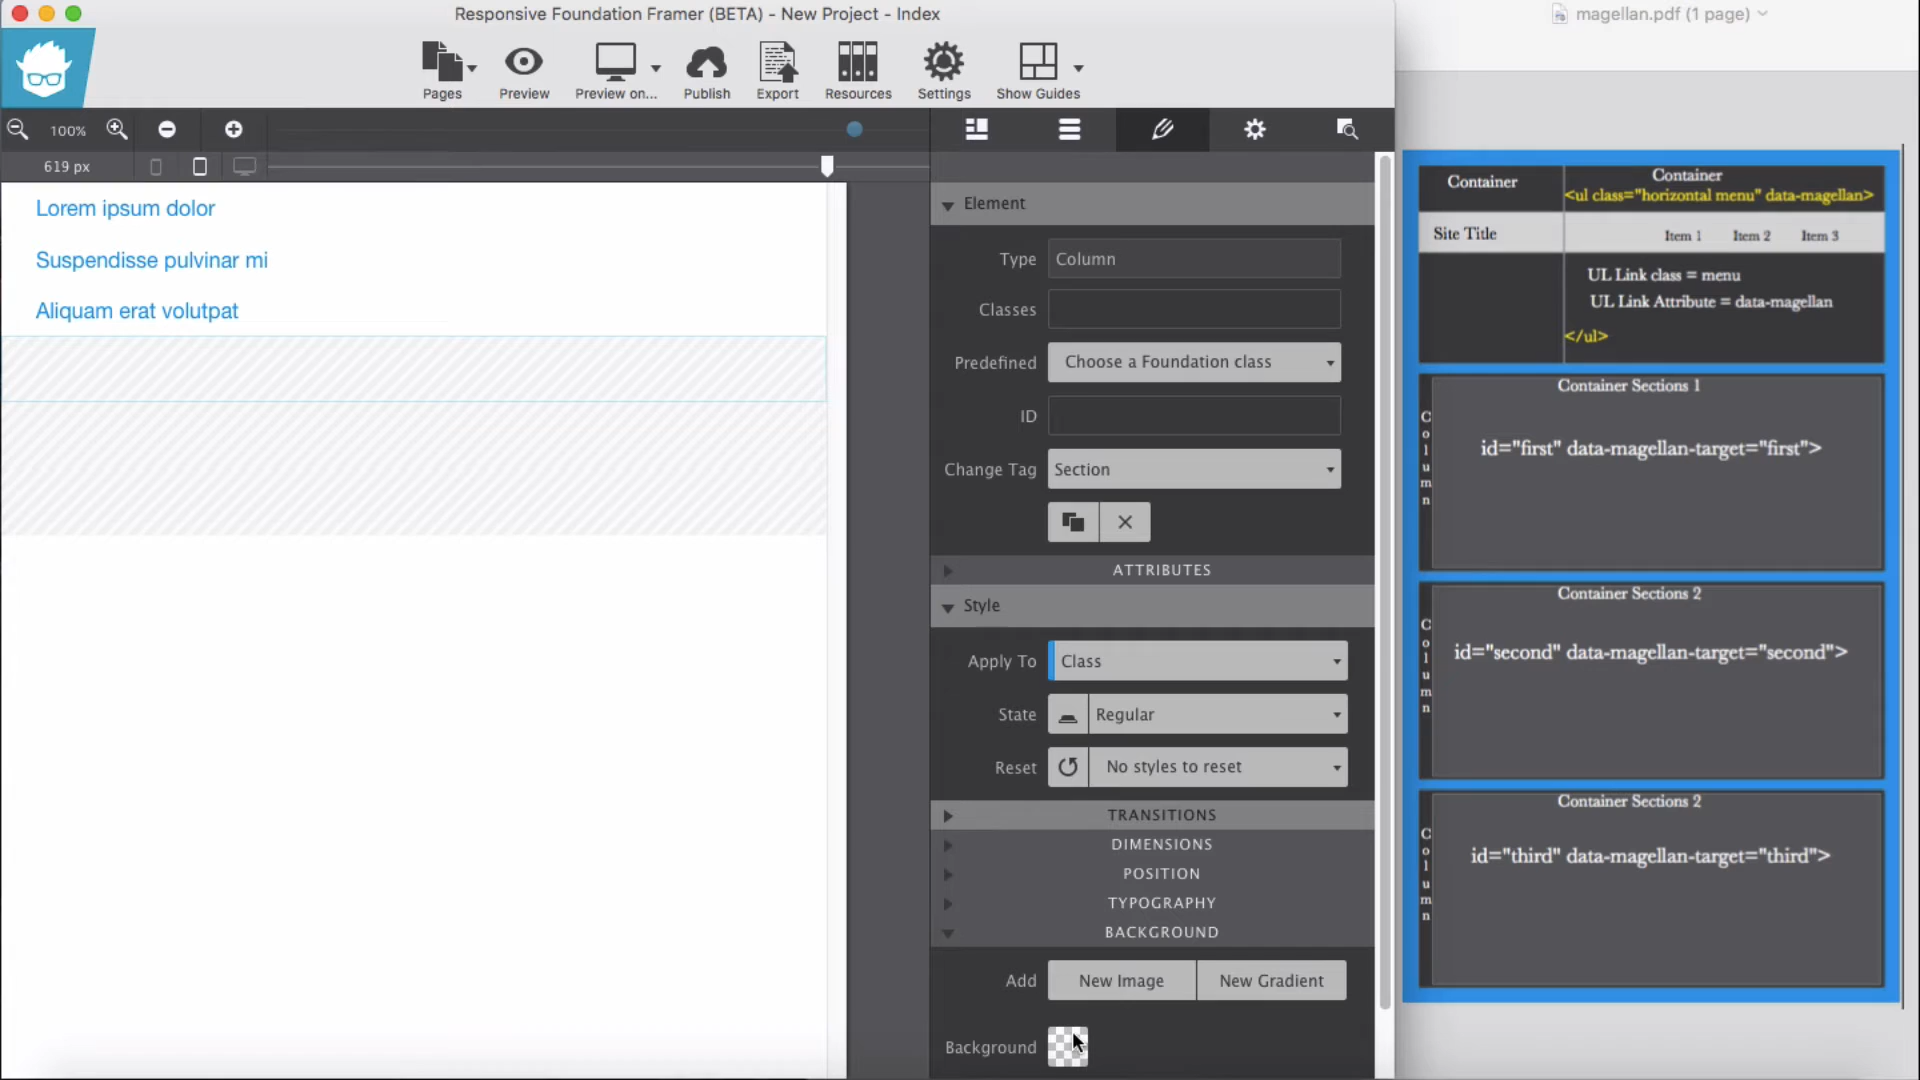 Responsive Foundation Framer (BETA) - New Project - Index
magellan.pdf (1 page)
Pages
Preview
Preview on...
Publish
Export
Resources
Settings
Show Guides
100%
619 px
Lorem ipsum dolor
Suspendisse pulvinar mi
Aliquam erat volutpat
Element
Type
Column
Classes
Predefined
Choose a Foundation class
ID
Change Tag
Section
ATTRIBUTES
Style
Apply To
Class
State
Regular
Reset
No styles to reset
TRANSITIONS
DIMENSIONS
POSITION
TYPOGRAPHY
BACKGROUND
Add
New Image
New Gradient
Background
Container
Container
<ul class="horizontal menu" data-magellan>
Site Title
Item 1
Item 2
Item 3
UL Link class = menu
UL Link Attribute = data-magellan
</ul>
Container Sections 1
Column
id="first" data-magellan-target="first">
Container Sections 2
Column
id="second" data-magellan-target="second">
Container Sections 2
Column
id="third" data-magellan-target="third">